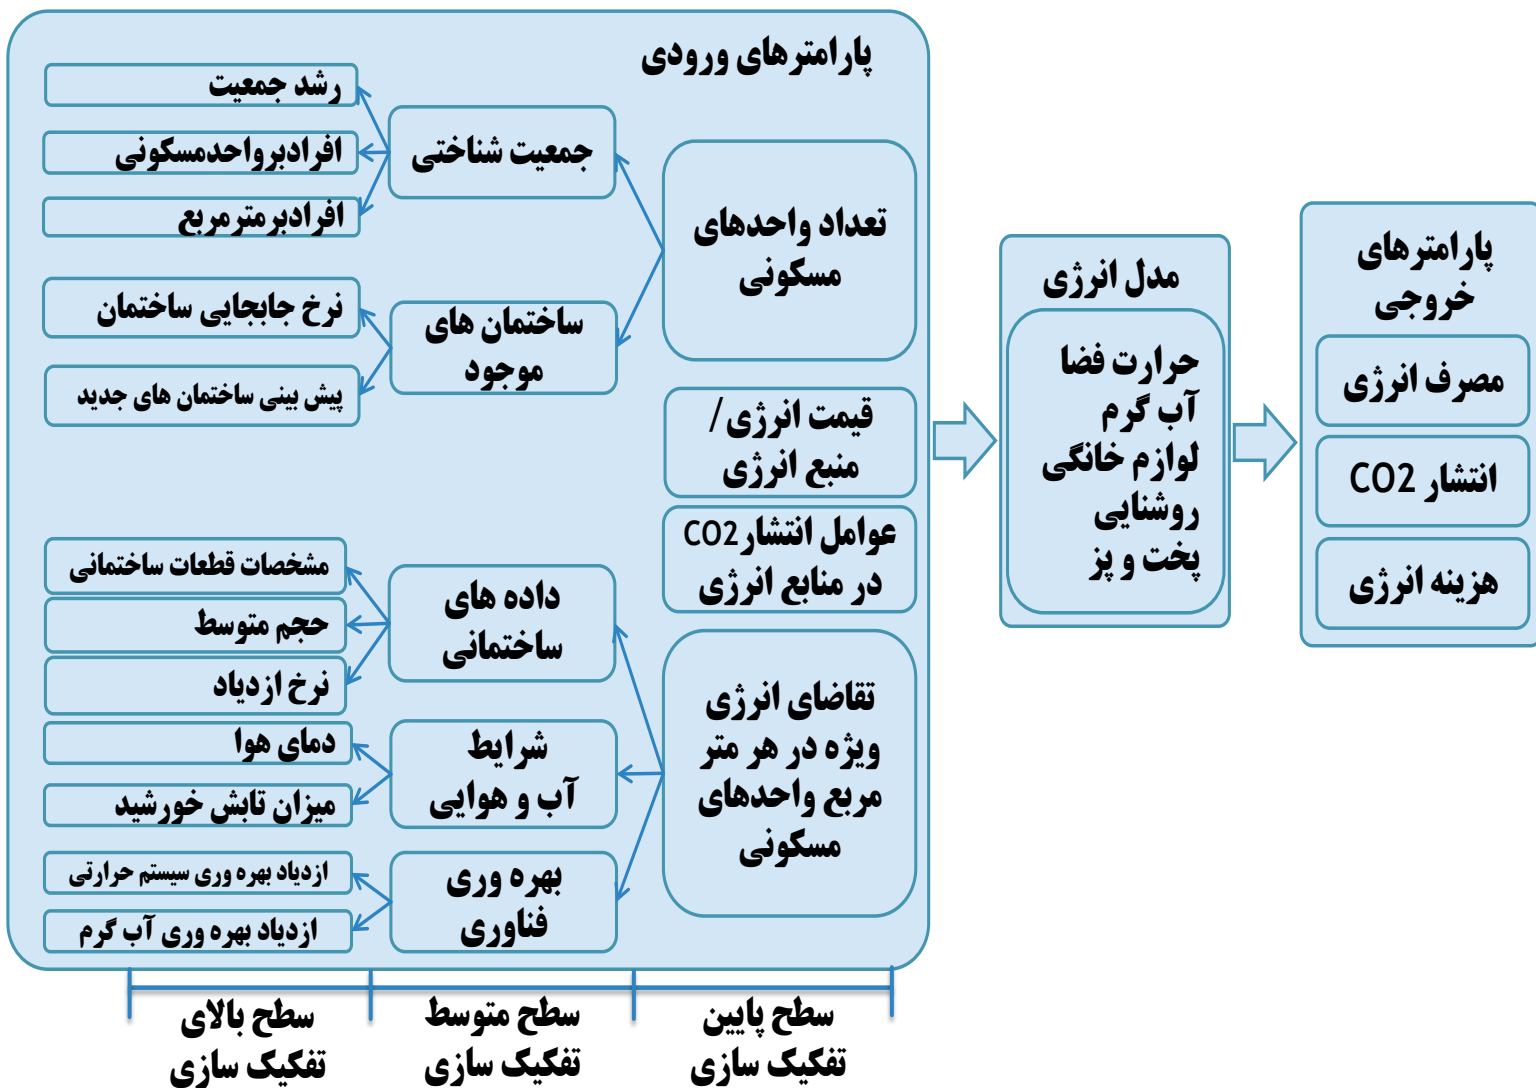 پارامترهای ورودی
تعداد واحدهای
مسکونی
جمعیت شناختی
رشد جمعیت
افرادبرواحدمسکونی
افرادبرمترمربع
ساختمان های
موجود
نرخ جابجایی ساختمان
پیش بینی ساختمان های جدید
قیمت انرژی/
منبع انرژی
عوامل انتشارCO2
در منابع انرژی
تقاضای انرژی
ویژه در هر متر
مربع واحدهای
مسکونی
داده های
ساختمانی
مشخصات قطعات ساختمانی
حجم متوسط
نرخ ازدیاد
شرایط
آب و هوایی
دمای هوا
میزان تابش خورشید
بهره وری
فناوری
ازدیاد بهره وری سیستم حرارتی
ازدیاد بهره وری آب گرم
مدل انرژی
حرارت فضا
آب گرم
لوازم خانگی
روشنایی
پخت و پز
پارامترهای
خروجی
مصرف انرژی
انتشار CO2
هزینه انرژی
سطح پایین
تفکیک سازی
سطح متوسط
تفکیک سازی
سطح بالای
تفکیک سازی